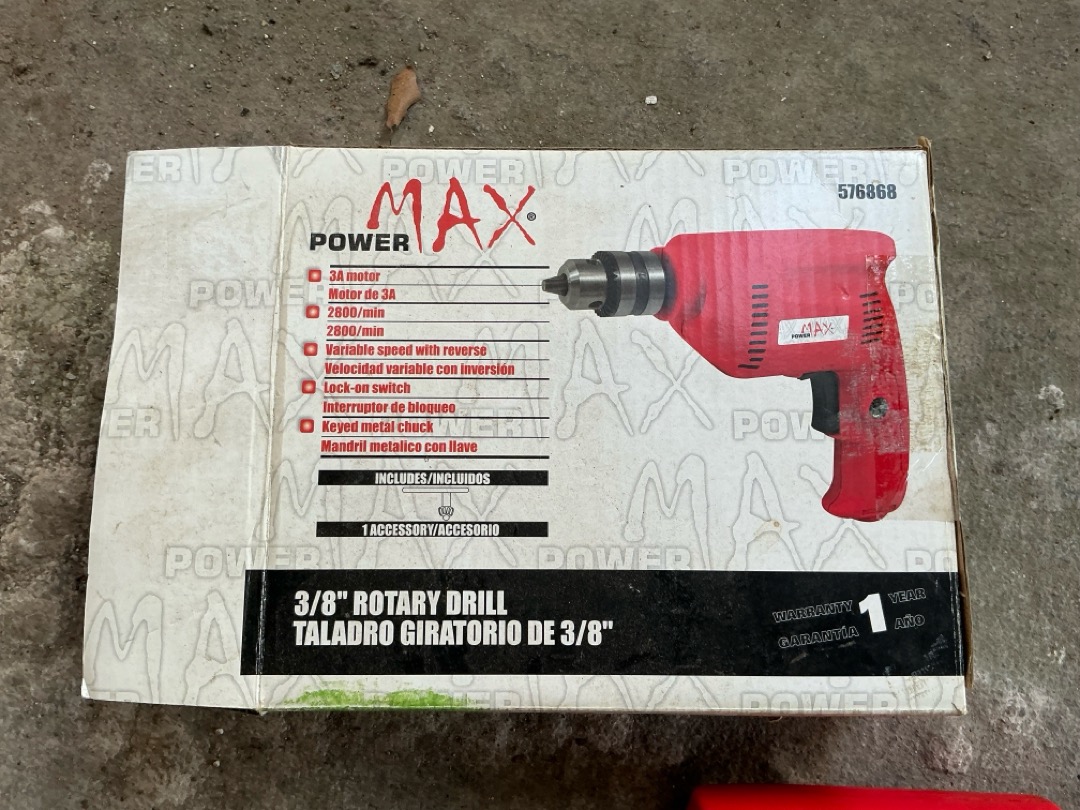 POWER MAX®
576868
3A motor
Motor de 3A
2800/min
2800/min
Variable speed with reverse
Velocidad variable con inversión
Lock-on switch
Interruptor de bloqueo
Keyed metal chuck
Mandril metalico con llave
INCLUDES/INCLUIDOS
1 ACCESSORY/ACCESORIO
POWER MAX
3/8" ROTARY DRILL
TALADRO GIRATORIO DE 3/8"
WARRANTY 1 YEAR
GARANTÍA AÑO